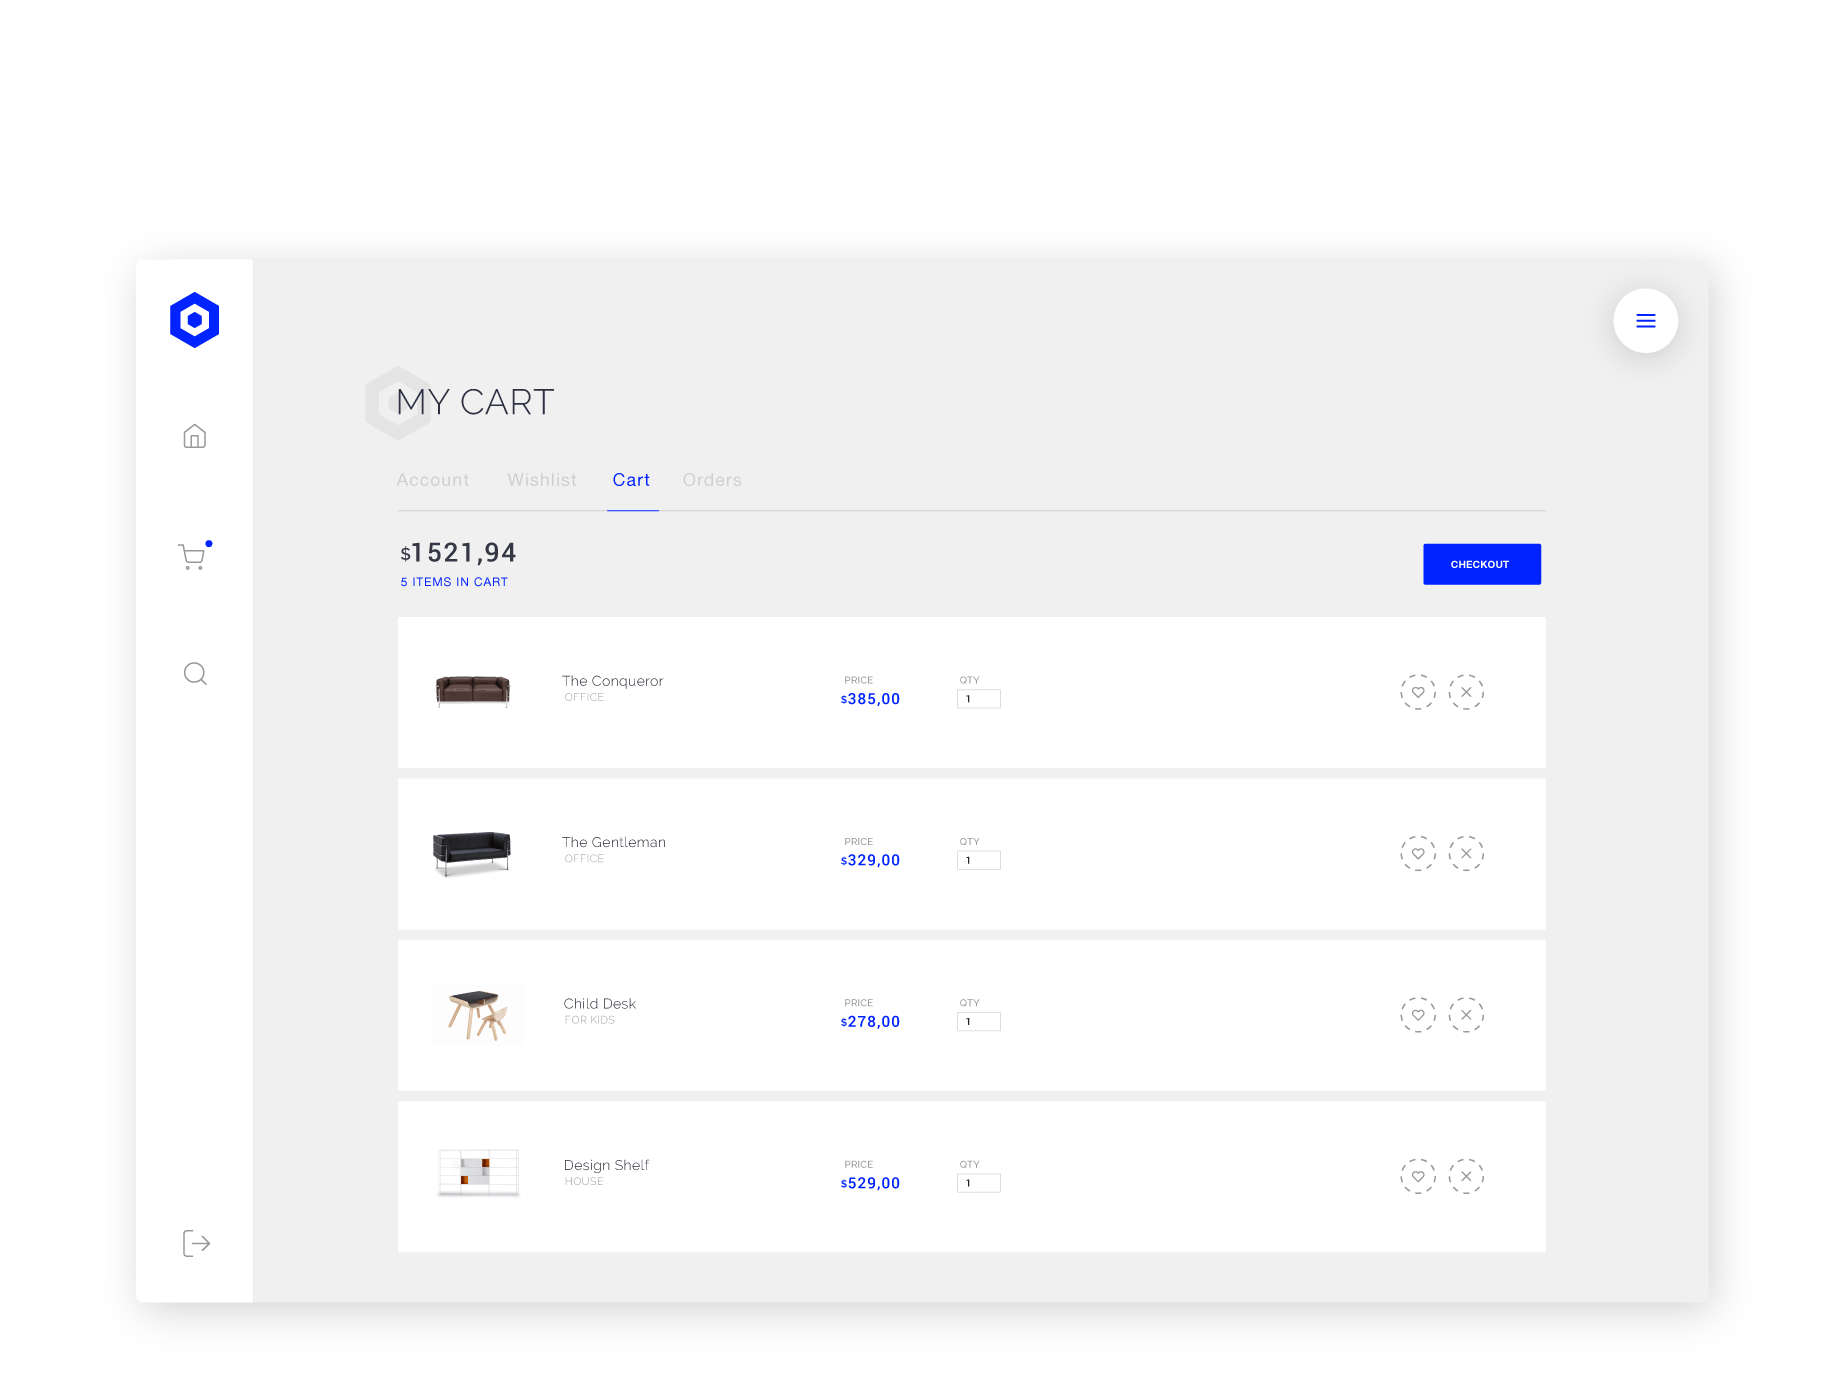 MY CART
Account Wishlist Cart Orders
$1521,94
5 ITEMS IN CART
CHECKOUT
The Conqueror
OFFICE
PRICE
$385,00
QTY
1
The Gentleman
OFFICE
PRICE
$329,00
QTY
1
Child Desk
FOR KIDS
PRICE
$278,00
QTY
1
Design Shelf
HOUSE
PRICE
$529,00
QTY
1